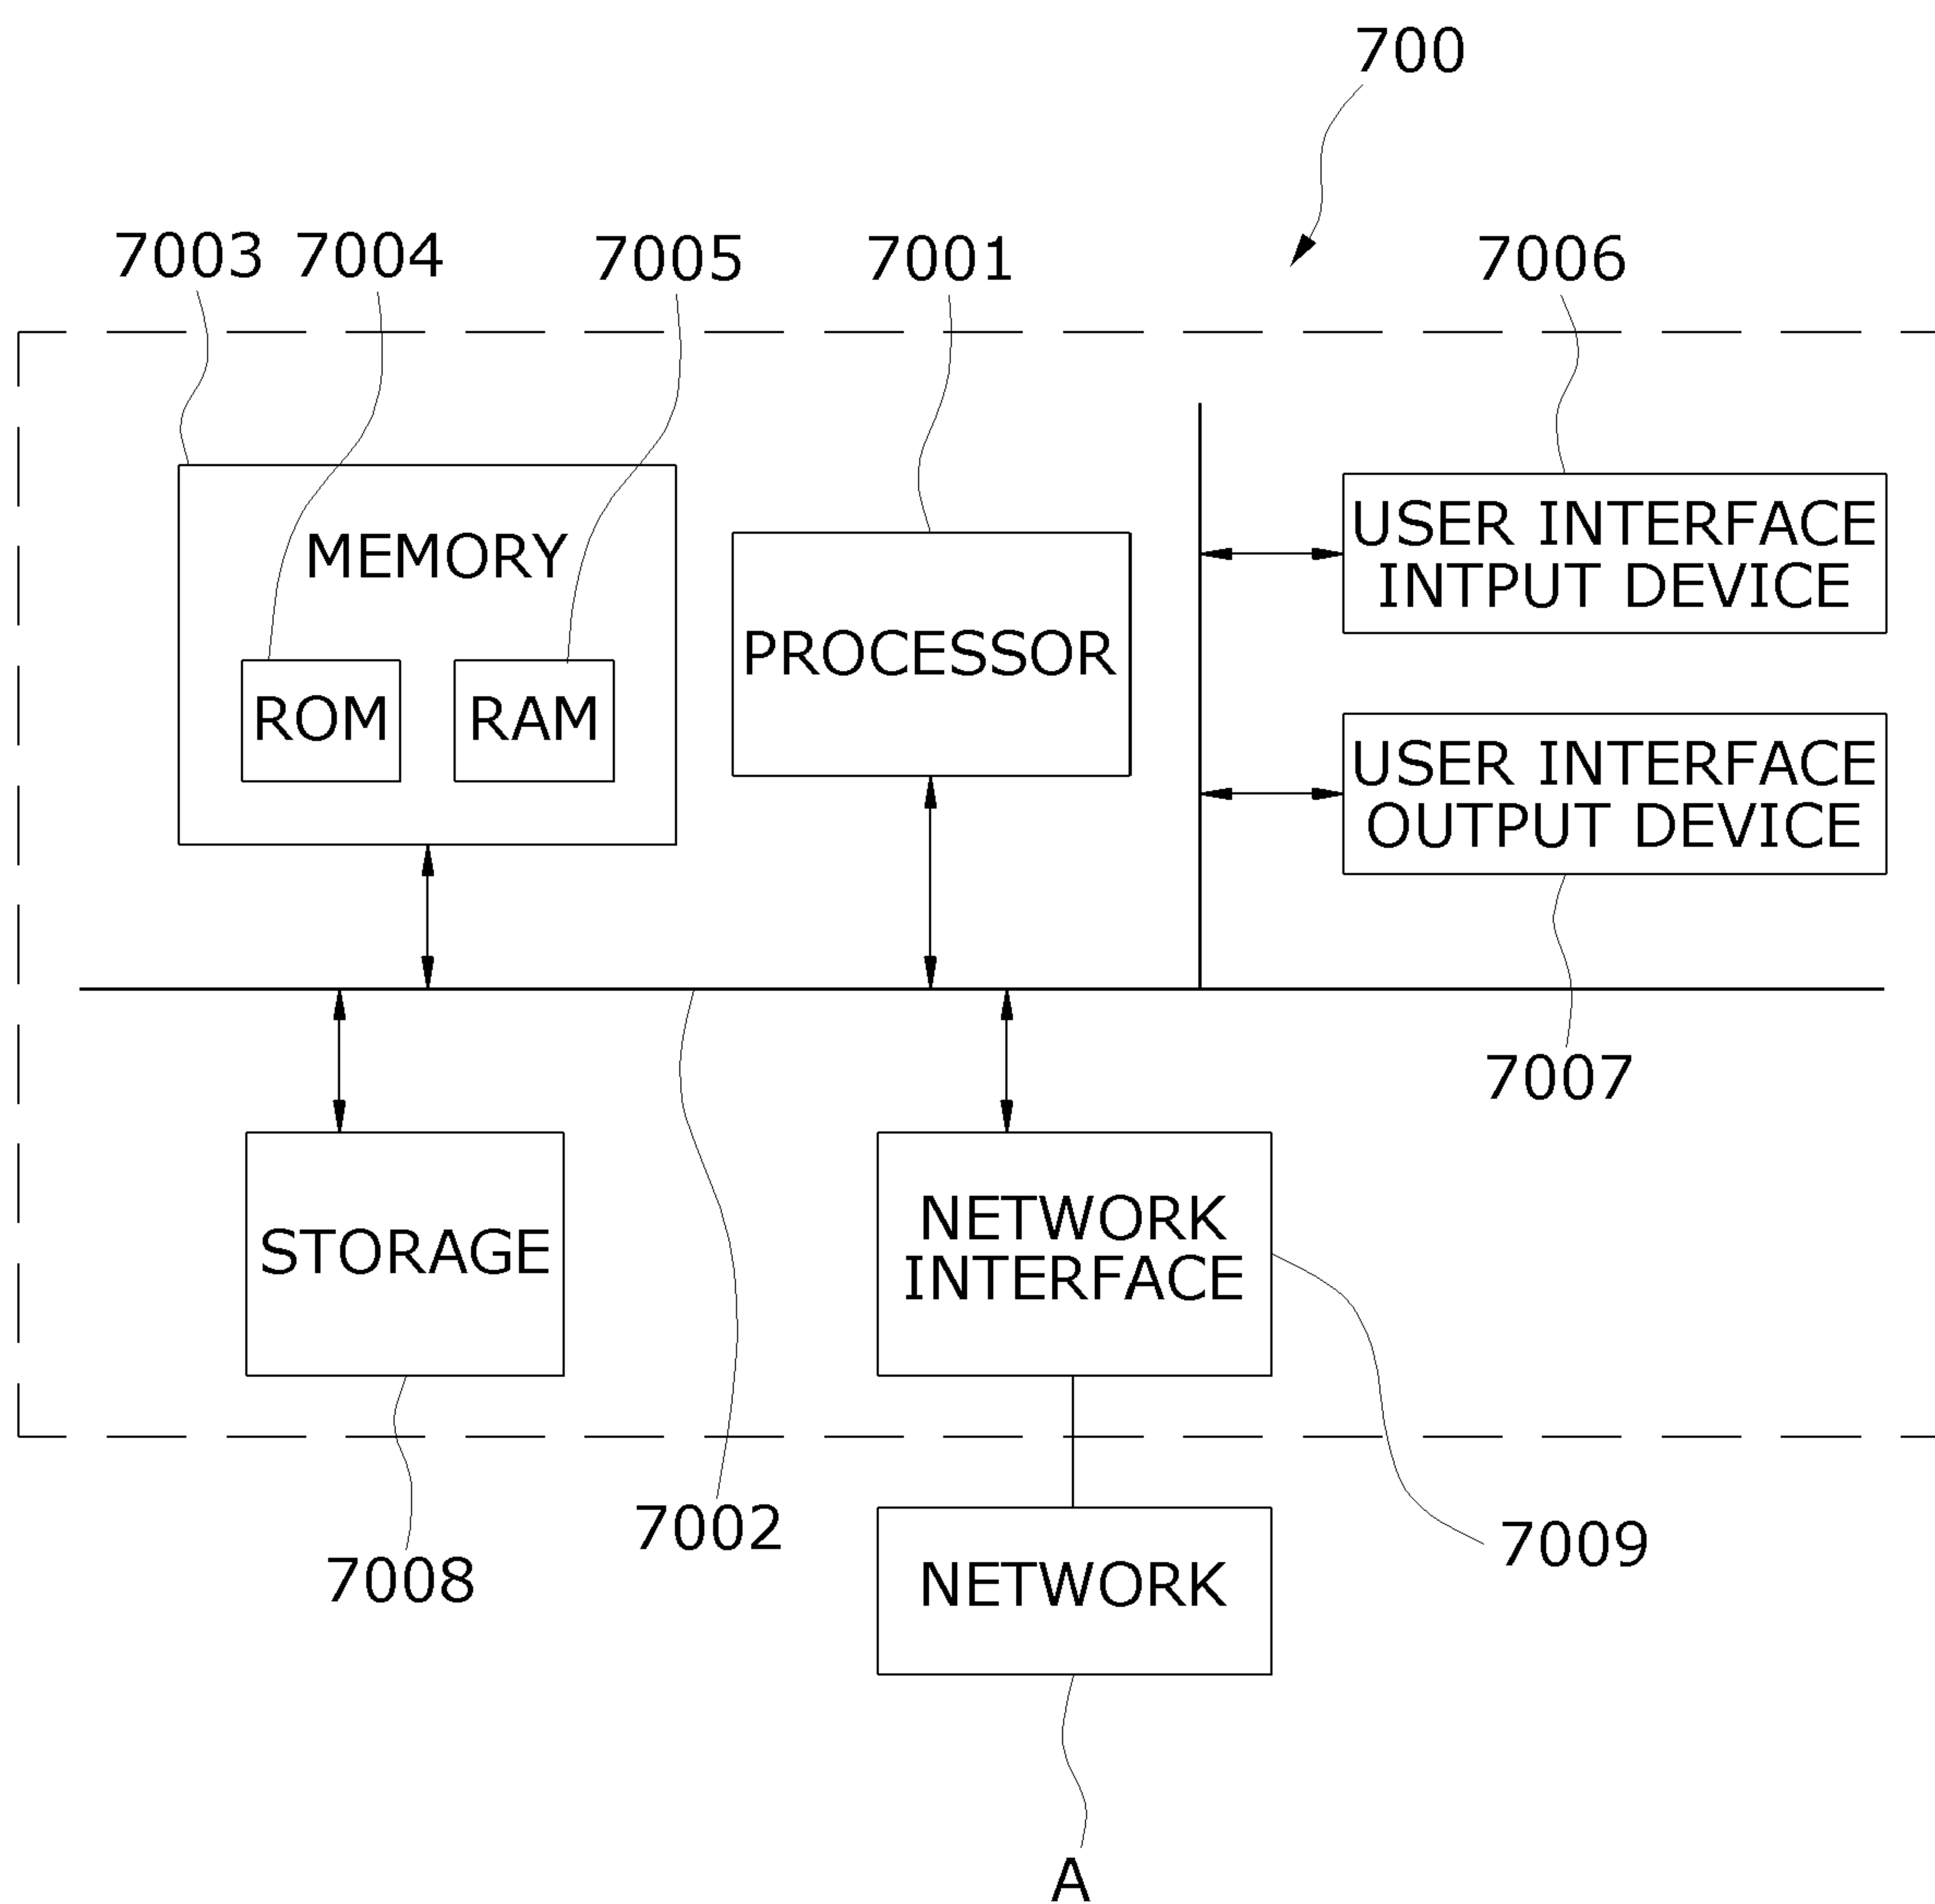 700
7003
7004
7005
7001
7006
MEMORY
ROM
RAM
PROCESSOR
USER INTERFACE
INTPUT DEVICE
USER INTERFACE
OUTPUT DEVICE
7007
STORAGE
NETWORK
INTERFACE
7002
7008
7009
NETWORK
A